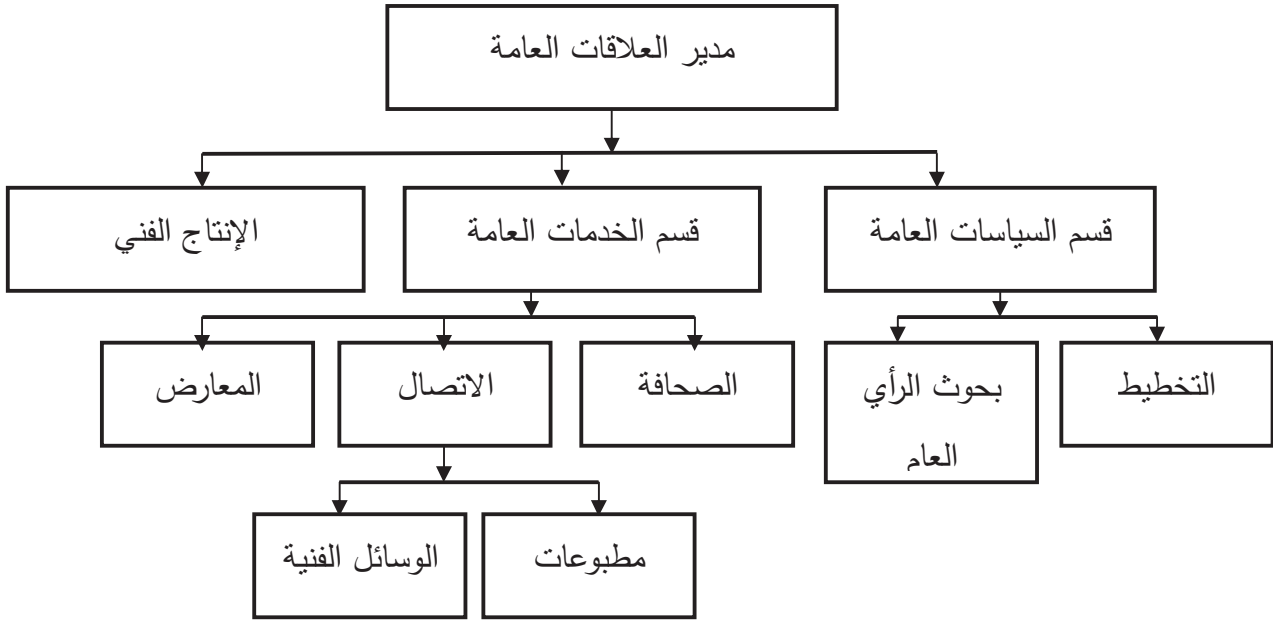 مدير العلاقات العامة
قسم السياسات العامة
قسم الخدمات العامة
الإنتاج الفني
التخطيط
بحوث الرأي
العام
الصحافة
الاتصال
المعارض
مطبوعات
الوسائل الفنية